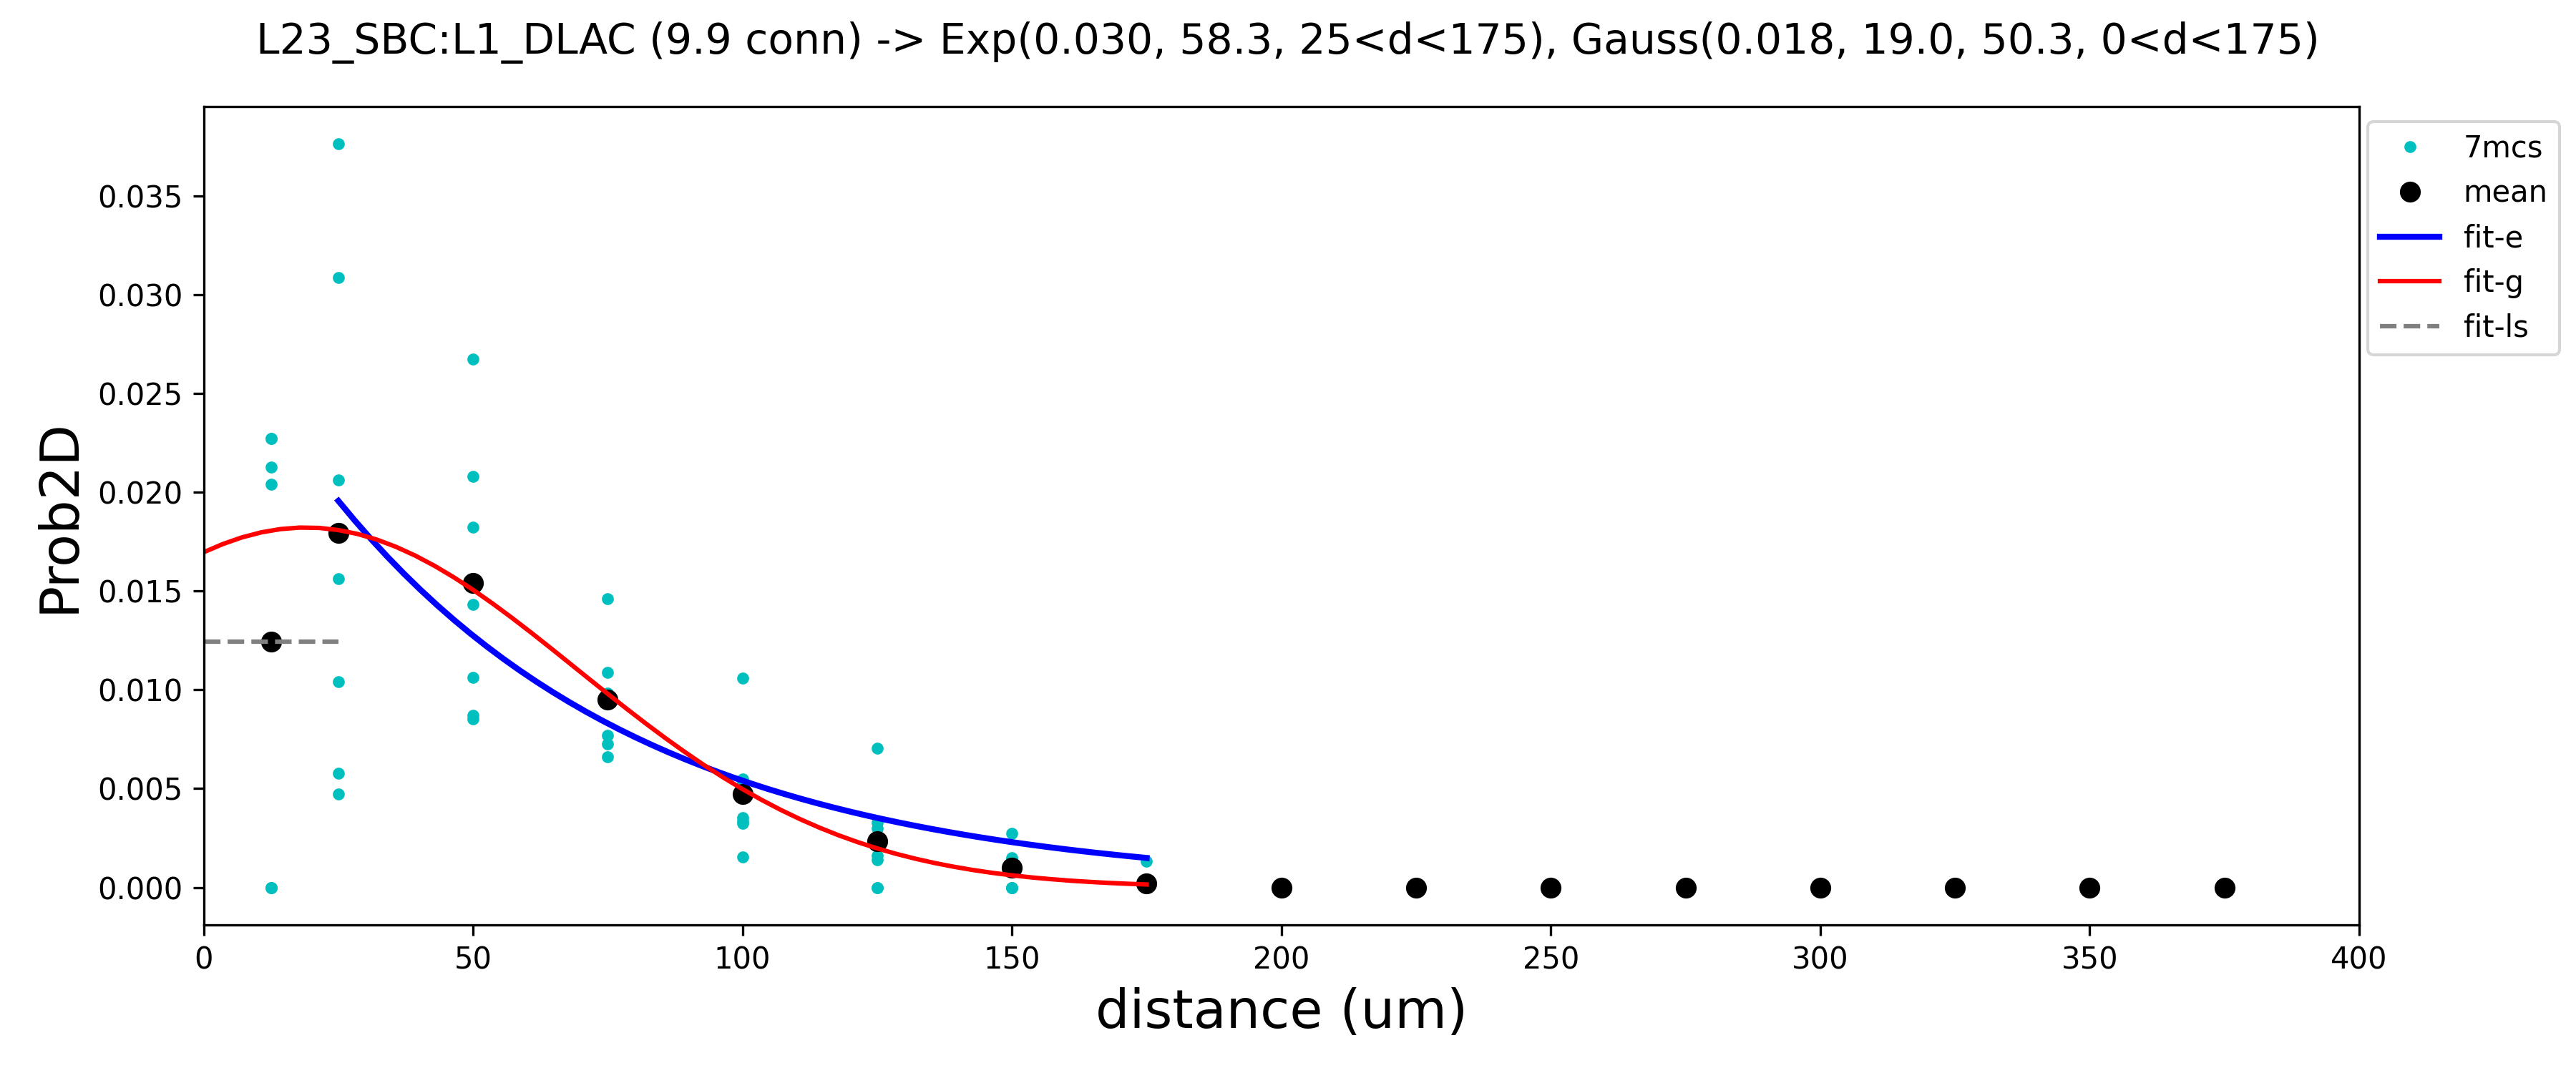 L23_SBC:L1_DLAC (9.9 conn) -> Exp(0.030, 58.3, 25<d<175), Gauss(0.018, 19.0, 50.3, 0<d<175)
7mcs
mean
fit-e
fit-g
fit-ls
Prob2D
0.035
0.030
0.025
0.020
0.015
0.010
0.005
0.000
0 50 100 150 200 250 300 350 400
distance (um)